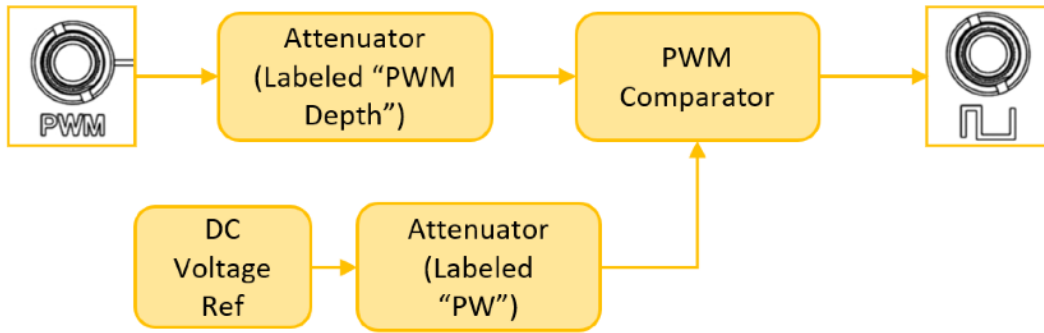 PWM
Attenuator
(Labeled “PWM
Depth”)
PWM
Comparator
DC
Voltage
Ref
Attenuator
(Labeled
“PW”)